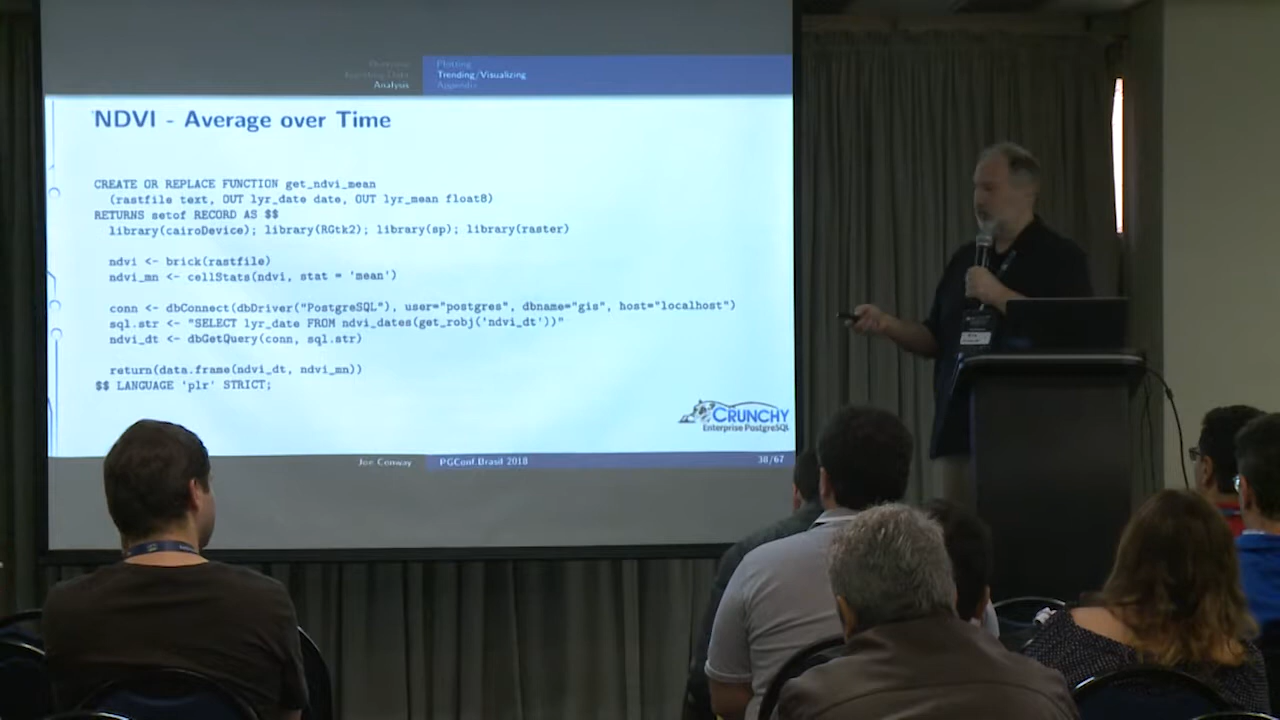 Overview
Analysis
Plotting
Trending/Visualizing
Appendix
NDVI - Average over Time
CREATE OR REPLACE FUNCTION get_ndvi_mean
(rastfile text, OUT lyr_date date, OUT lyr_mean float8)
RETURNS setof RECORD AS $$
library(cairoDevice); library(RGtk2); library(sp); library(raster)
ndvi <- brick(rastfile)
ndvi_mn <- cellStats(ndvi, stat = 'mean')
conn <- dbConnect(dbDriver("PostgreSQL"), user="postgres", dbname="gis", host="localhost")
sql.str <- "SELECT lyr_date FROM ndvi_dates(get_robj('ndvi_dt'))"
ndvi_dt <- dbGetQuery(conn, sql.str)
return(data.frame(ndvi_dt, ndvi_mn))
$$ LANGUAGE 'plr' STRICT;
CRUNCHY
Enterprise PostgreSQL
Joe Conway PGConf.Brasil 2018 38/67